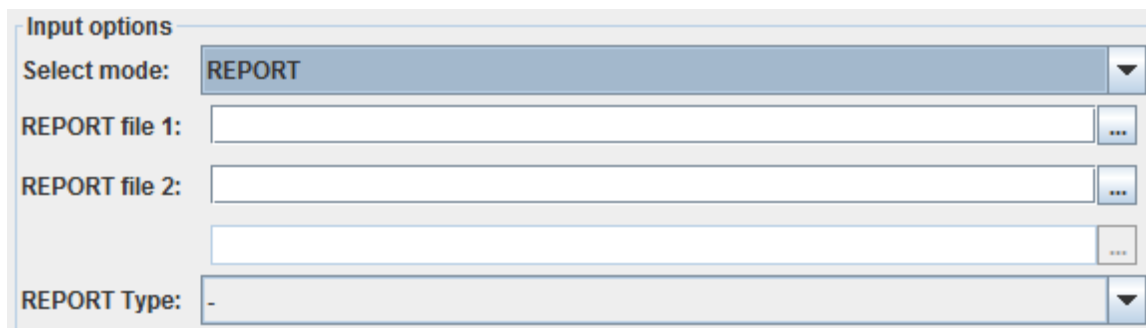 Input options
Select mode: REPORT
REPORT file 1: ...
REPORT file 2: ...
...
REPORT Type: -